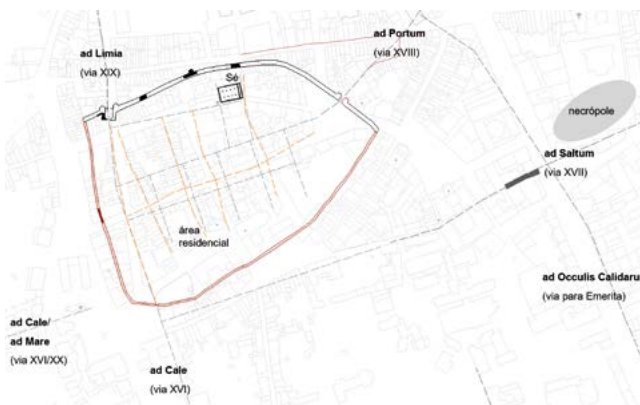 ad Limia
(via XIX)
ad Portum
(via XVIII)
Sé
necrópole
ad Saltum
(via XVII)
área
residencial
ad Occulis Calidaru
(via para Emerita)
ad Cale/
ad Mare
(via XVI/XX)
ad Cale
(via XVI)